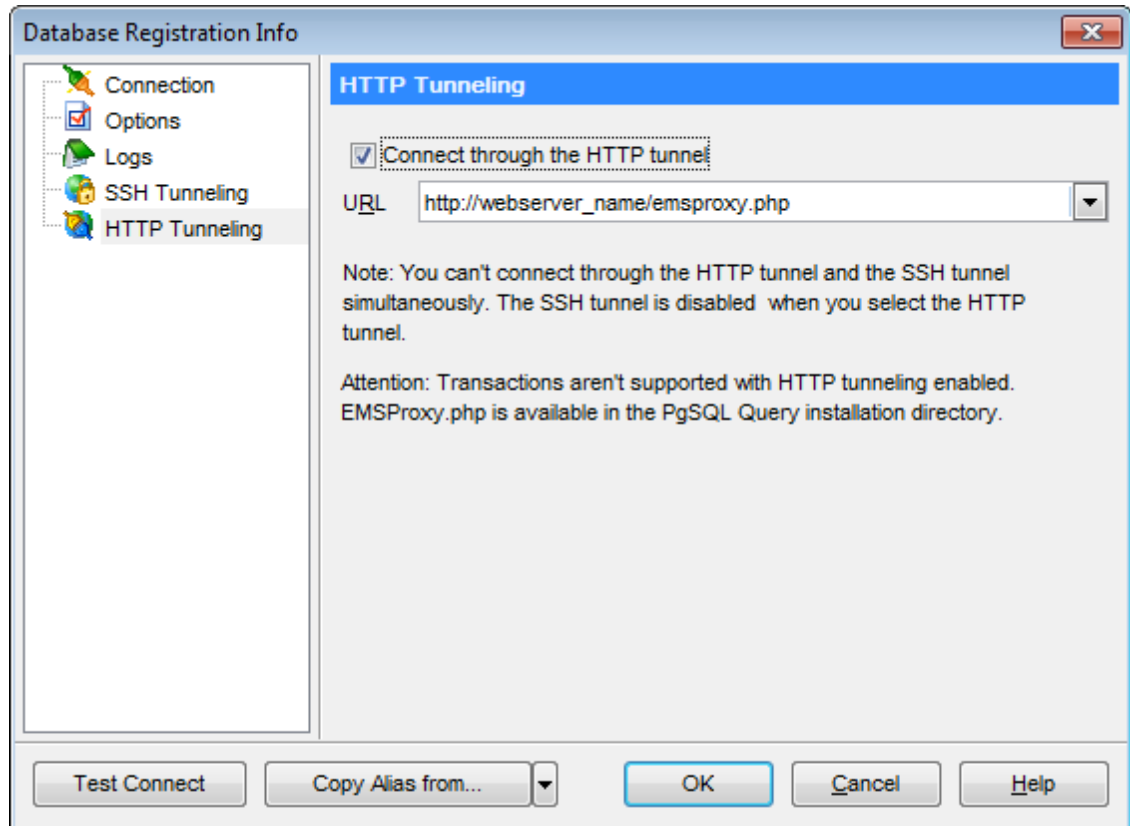 Database Registration Info
Connection
Options
Logs
SSH Tunneling
HTTP Tunneling
HTTP Tunneling
Connect through the HTTP tunnel
URL http://webserver_name/emsproxy.php
Note: You can't connect through the HTTP tunnel and the SSH tunnel
simultaneously. The SSH tunnel is disabled  when you select the HTTP
tunnel.
Attention: Transactions aren't supported with HTTP tunneling enabled.
EMSProxy.php is available in the PgSQL Query installation directory.
Test Connect Copy Alias from... OK Cancel Help